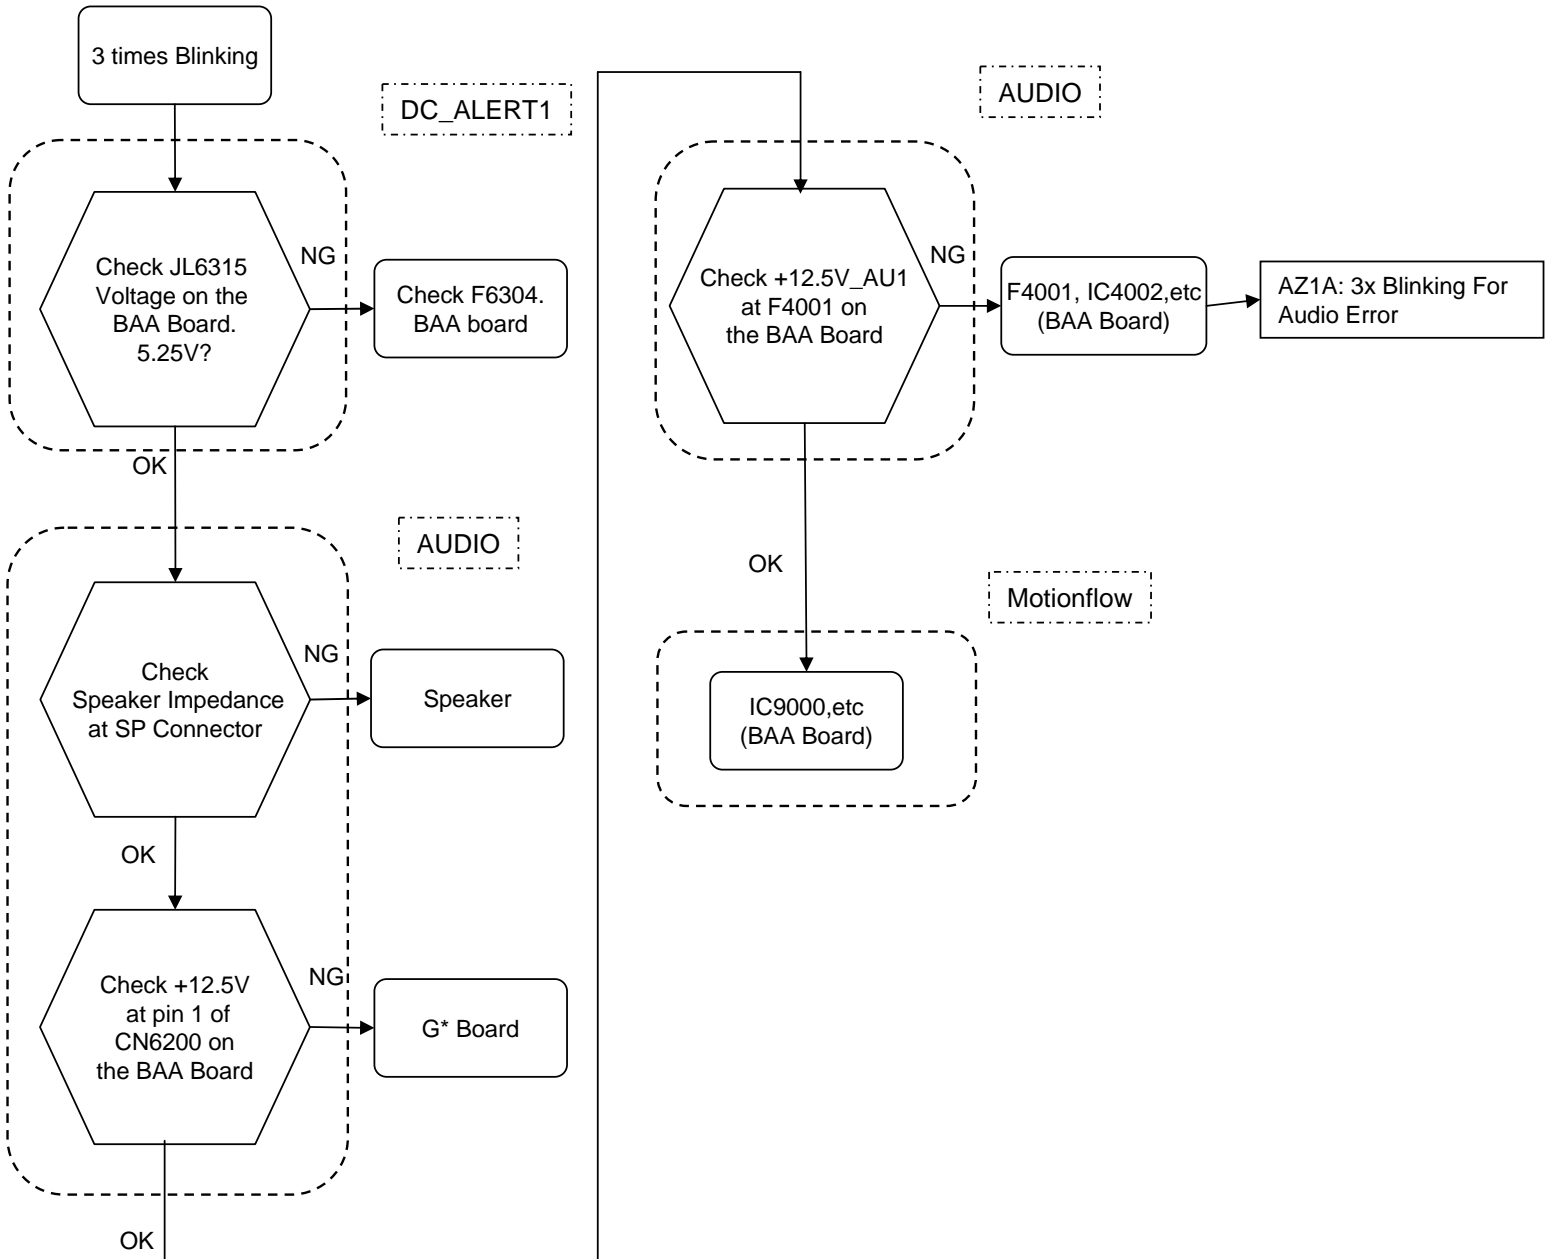 3 times Blinking
DC_ALERT1
Check JL6315
Voltage on the
BAA Board.
5.25V?
NG
Check F6304.
BAA board
OK
AUDIO
Check
Speaker Impedance
at SP Connector
NG
Speaker
OK
Check +12.5V
at pin 1 of
CN6200 on
the BAA Board
NG
G* Board
OK
AUDIO
Check +12.5V_AU1
at F4001 on
the BAA Board
NG
F4001, IC4002,etc
(BAA Board)
AZ1A: 3x Blinking For
Audio Error
OK
Motionflow
IC9000,etc
(BAA Board)